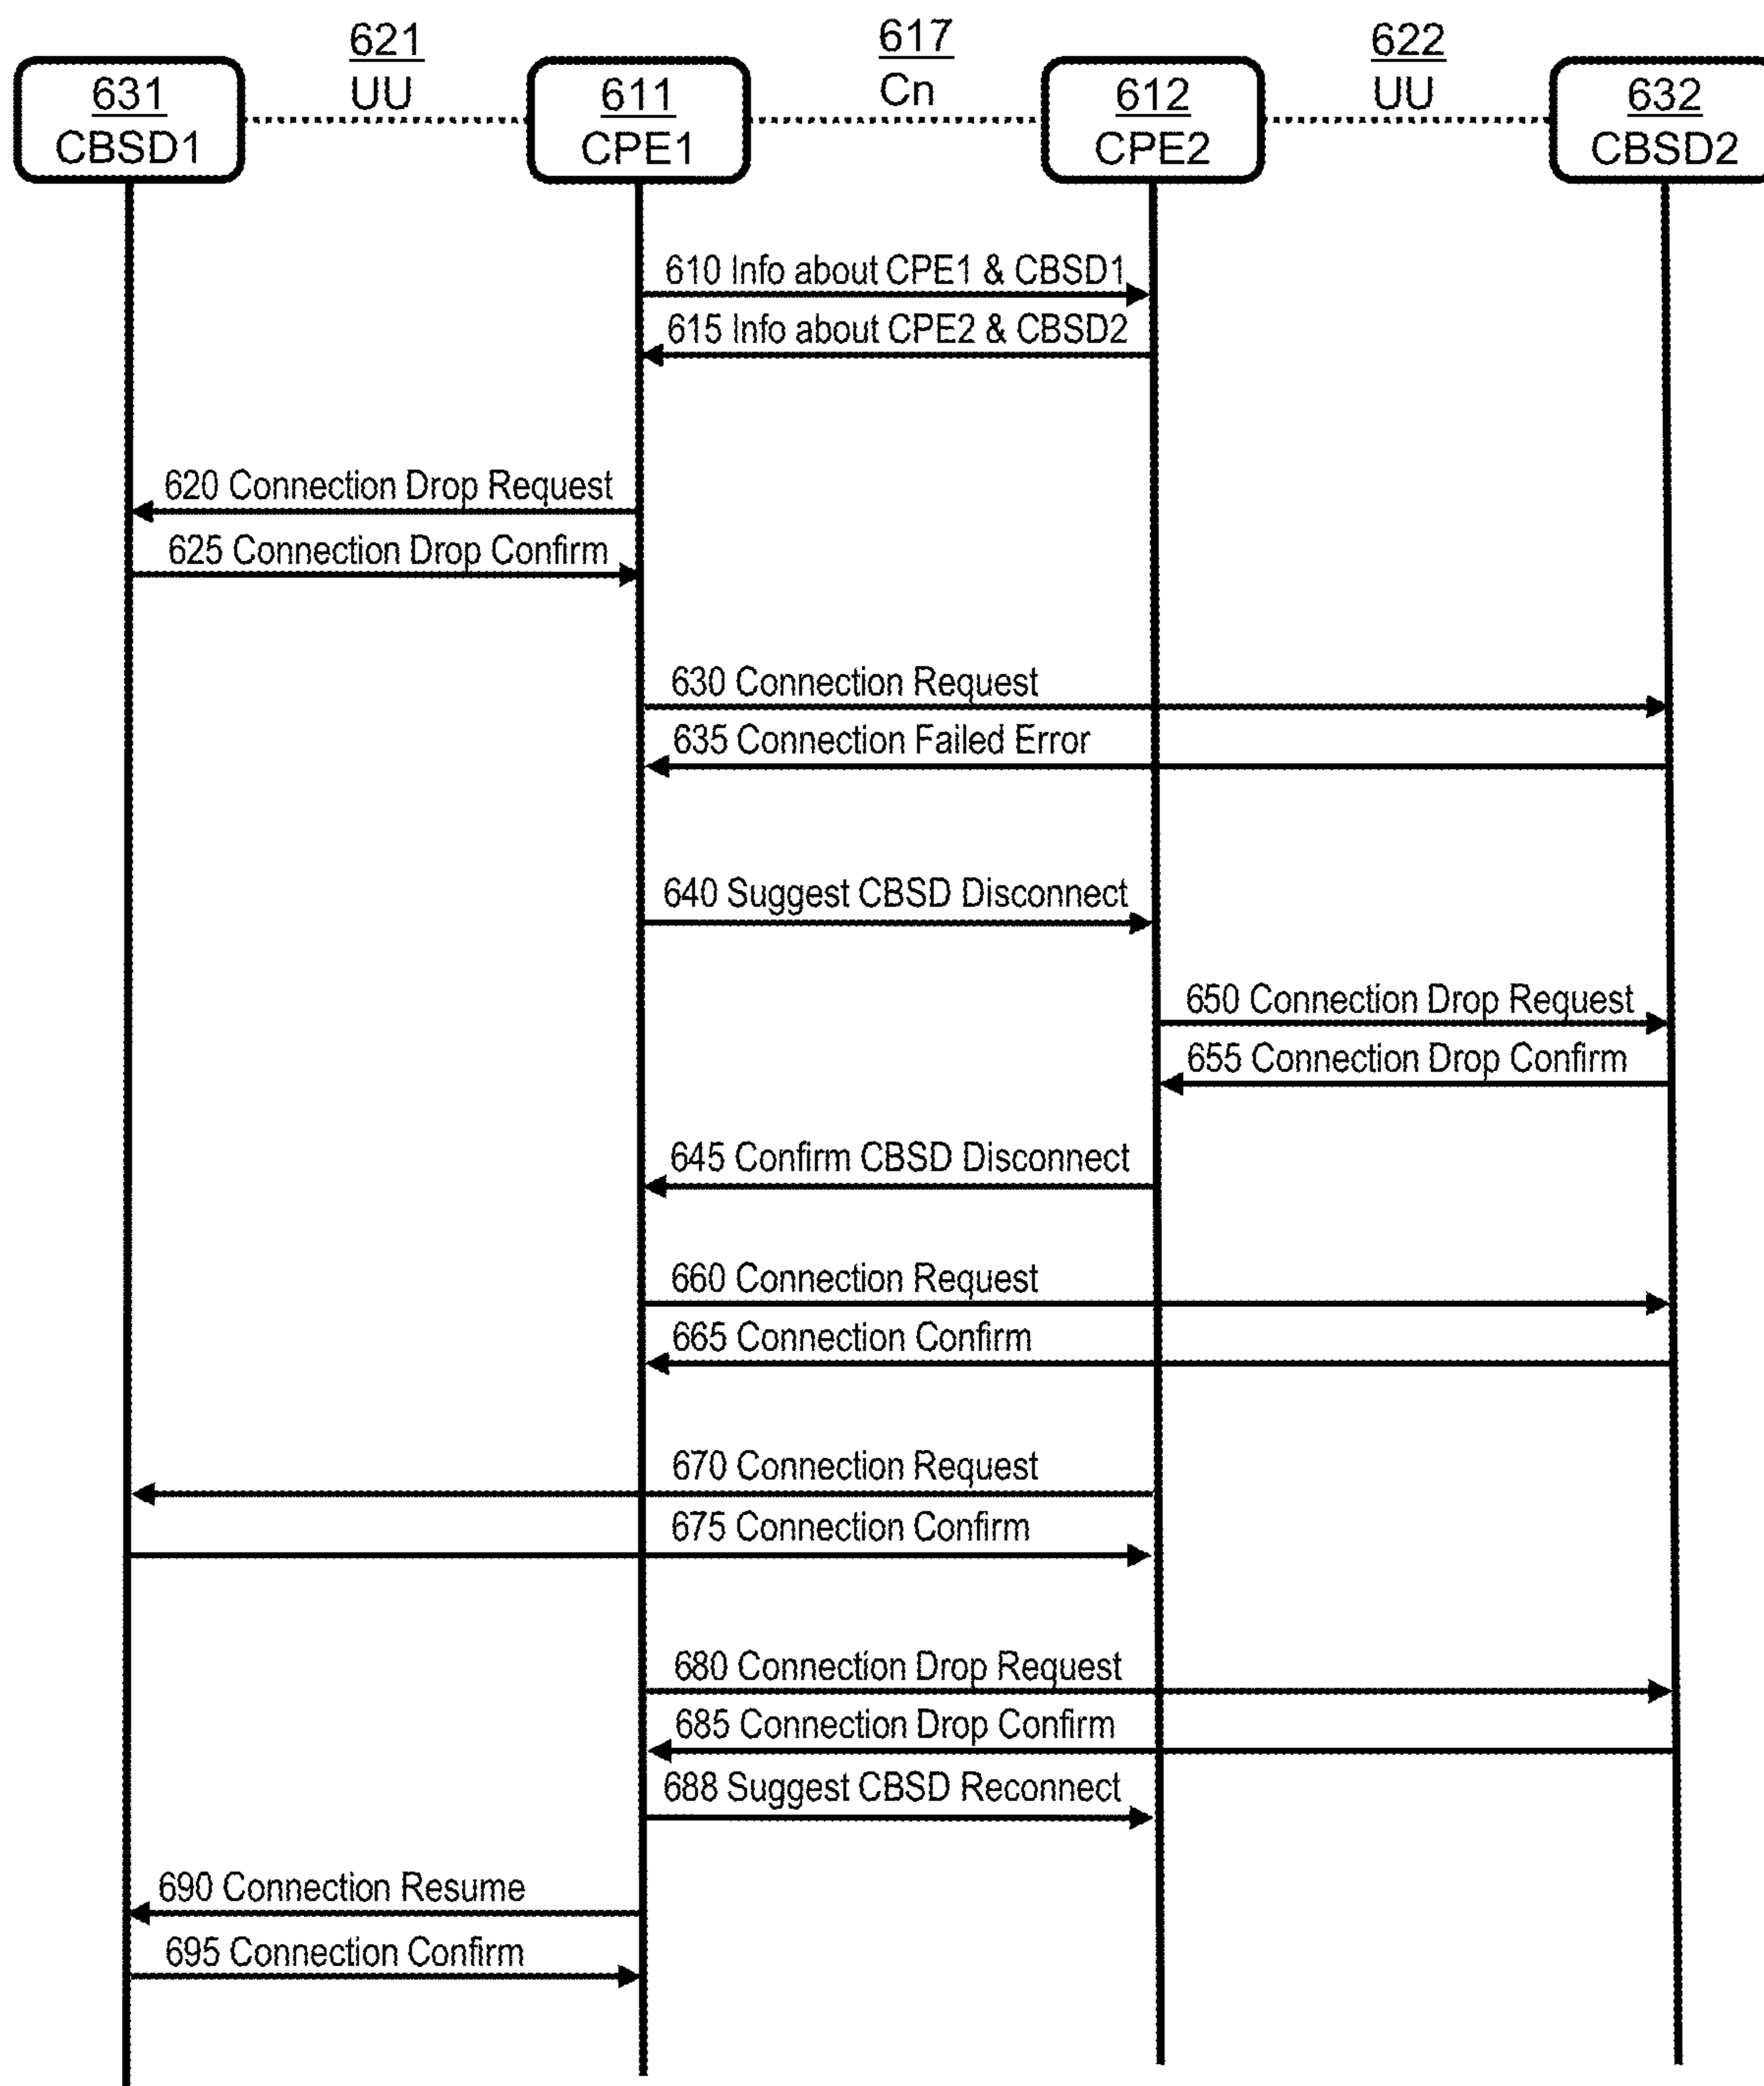 621 617 622
UU Cn UU
631 611 612 632
CBSD1 CPE1 CPE2 CBSD2
610 Info about CPE1 & CBSD1
615 Info about CPE2 & CBSD2
620 Connection Drop Request
625 Connection Drop Confirm
630 Connection Request
635 Connection Failed Error
640 Suggest CBSD Disconnect
650 Connection Drop Request
655 Connection Drop Confirm
645 Confirm CBSD Disconnect
660 Connection Request
665 Connection Confirm
670 Connection Request
675 Connection Confirm
680 Connection Drop Request
685 Connection Drop Confirm
688 Suggest CBSD Reconnect
690 Connection Resume
695 Connection Confirm